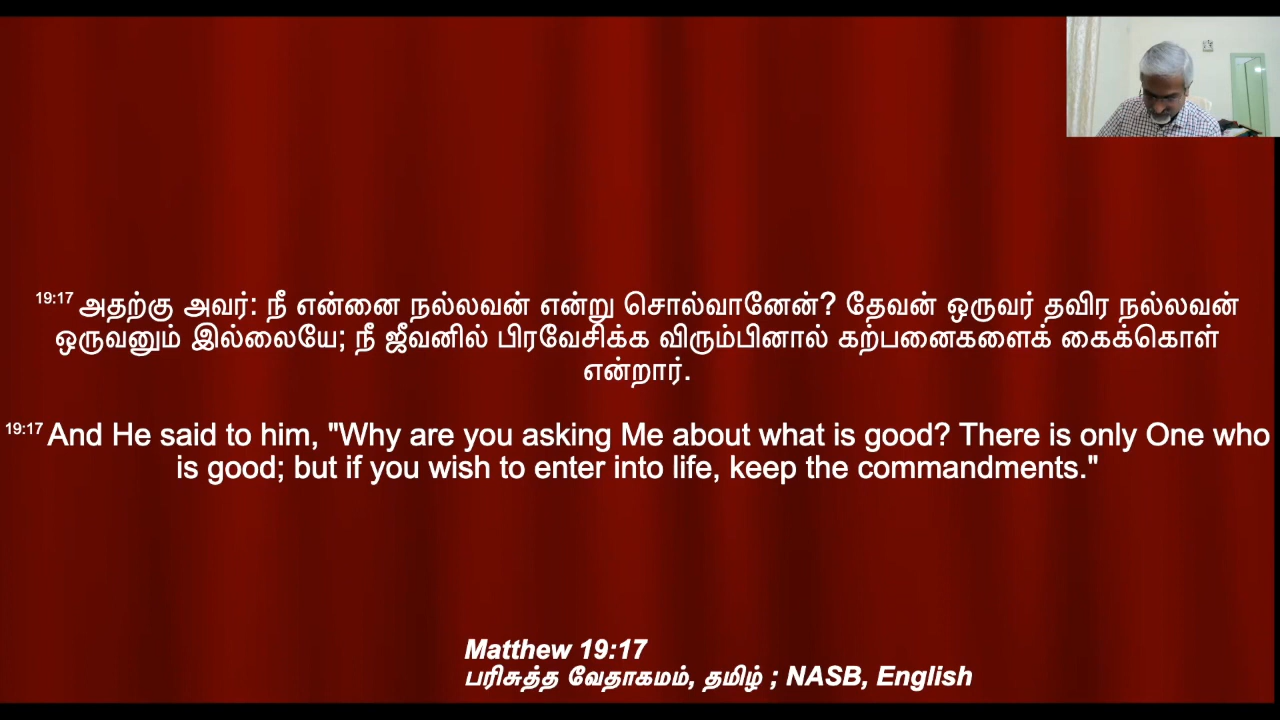 19:17 அதற்கு அவர்: நீ என்னை நல்லவன் என்று சொல்வானேன்? தேவன் ஒருவர் தவிர நல்லவன்
ஒருவனும் இல்லையே; நீ ஜீவனில் பிரவேசிக்க விரும்பினால் கற்பனைகளைக் கைக்கொள்
என்றார்.
19:17 And He said to him, "Why are you asking Me about what is good? There is only One who
is good; but if you wish to enter into life, keep the commandments."
Matthew 19:17
பரிசுத்த வேதாகமம், தமிழ் ; NASB, English